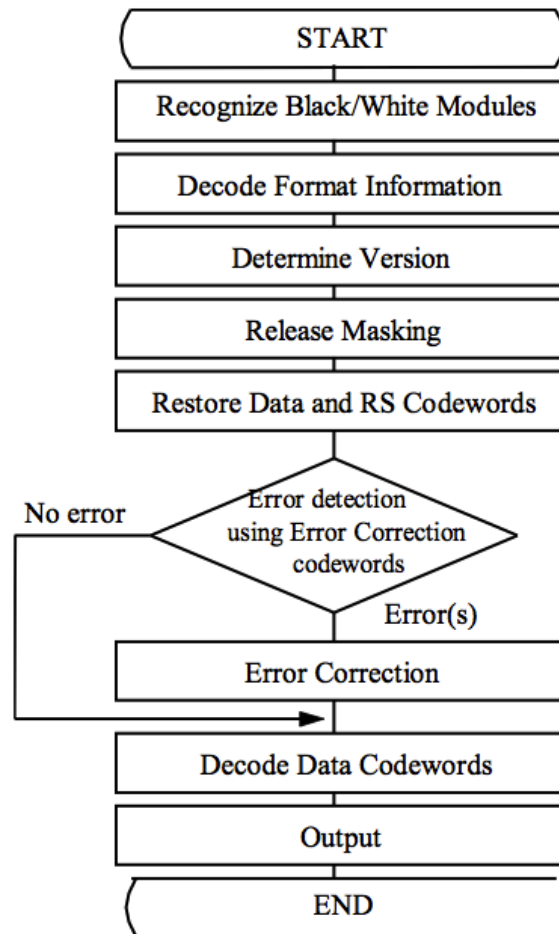 START
Recognize Black/White Modules
Decode Format Information
Determine Version
Release Masking
Restore Data and RS Codewords
No error
Error detection
using Error Correction
codewords
Error(s)
Error Correction
Decode Data Codewords
Output
END